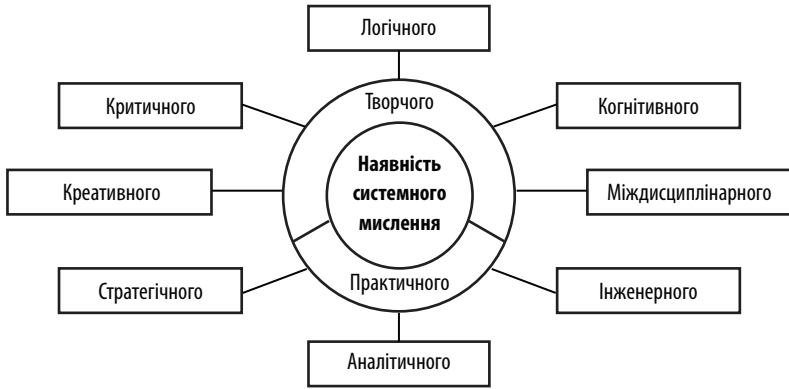 Логічного
Творчого
Критичного
Когнітивного
Наявність
системного
мислення
Креативного
Міждисциплінарного
Практичного
Стратегічного
Інженерного
Аналітичного